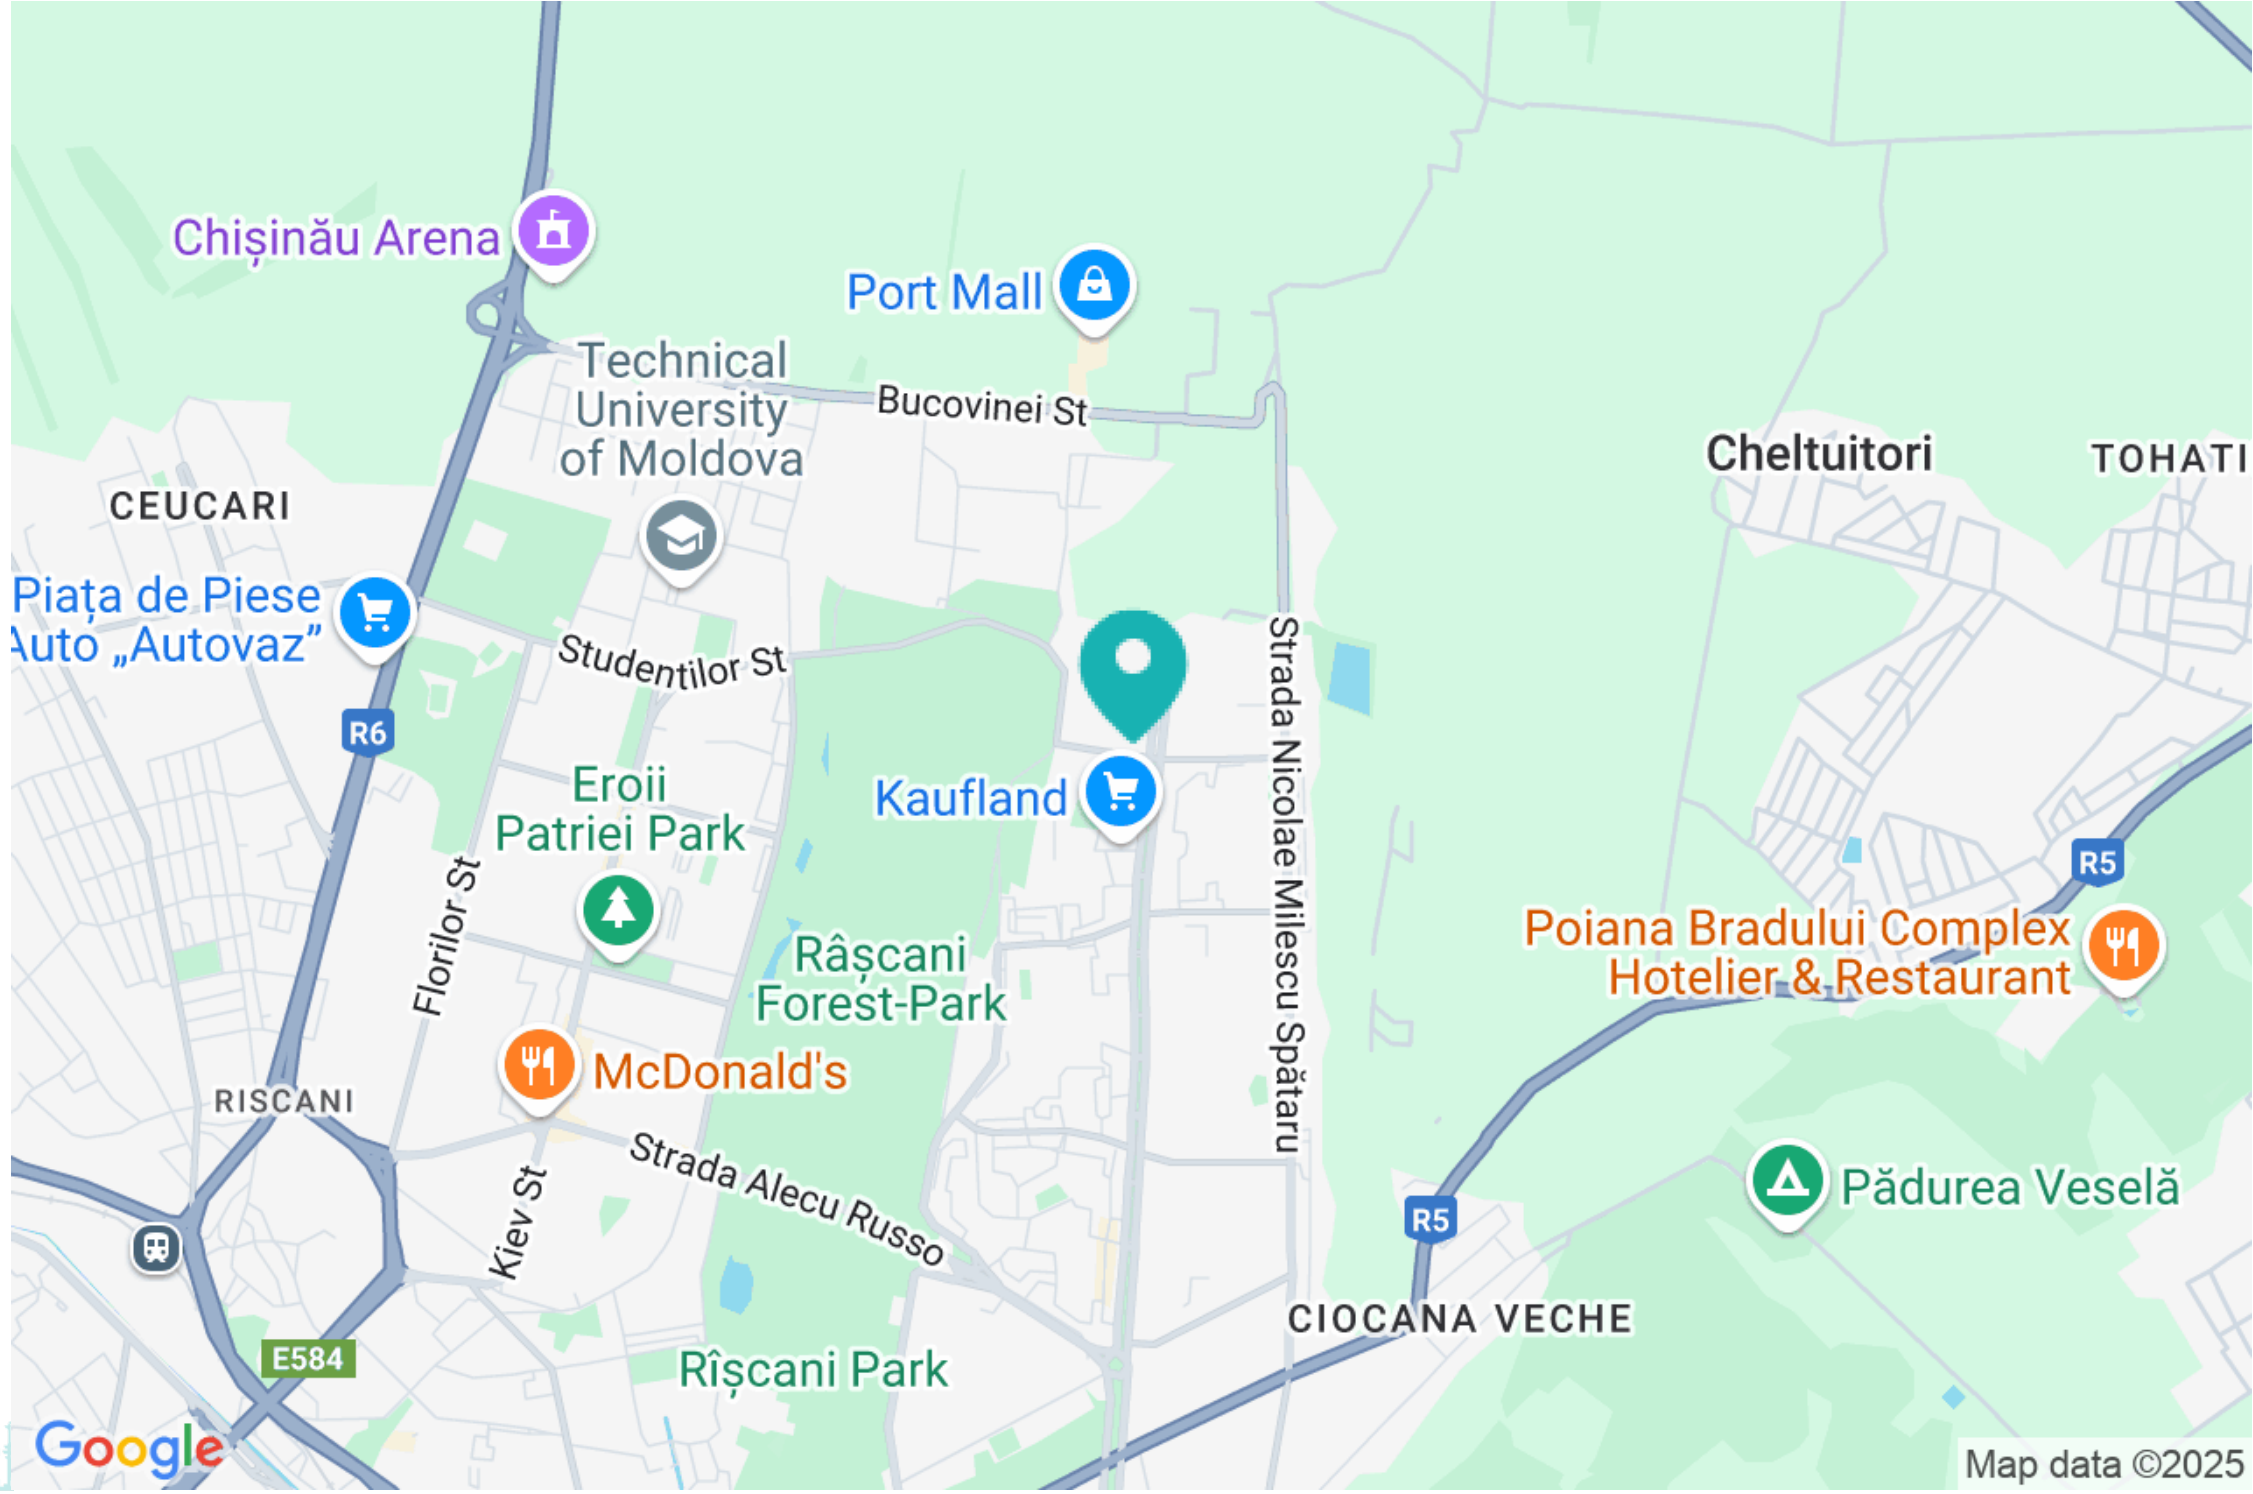 Chișinău Arena
Port Mall
Technical
University
of Moldova
Bucovinei St
Cheltuitori
TOHATI
CEUCARI
Piața de Piese
Auto „Autovaz”
Studentilor St
Strada Nicolae Milescu Spătaru
R6
Eroii
Patriei Park
Kaufland
R5
Florilor St
Râșcani
Forest-Park
Poiana Bradului Complex
Hotelier & Restaurant
McDonald's
RISCANI
Strada Alecu Russo
Kiev St
Pădurea Veselă
R5
CIOCANA VECHE
E584
Rîșcani Park
Google
Map data ©2025